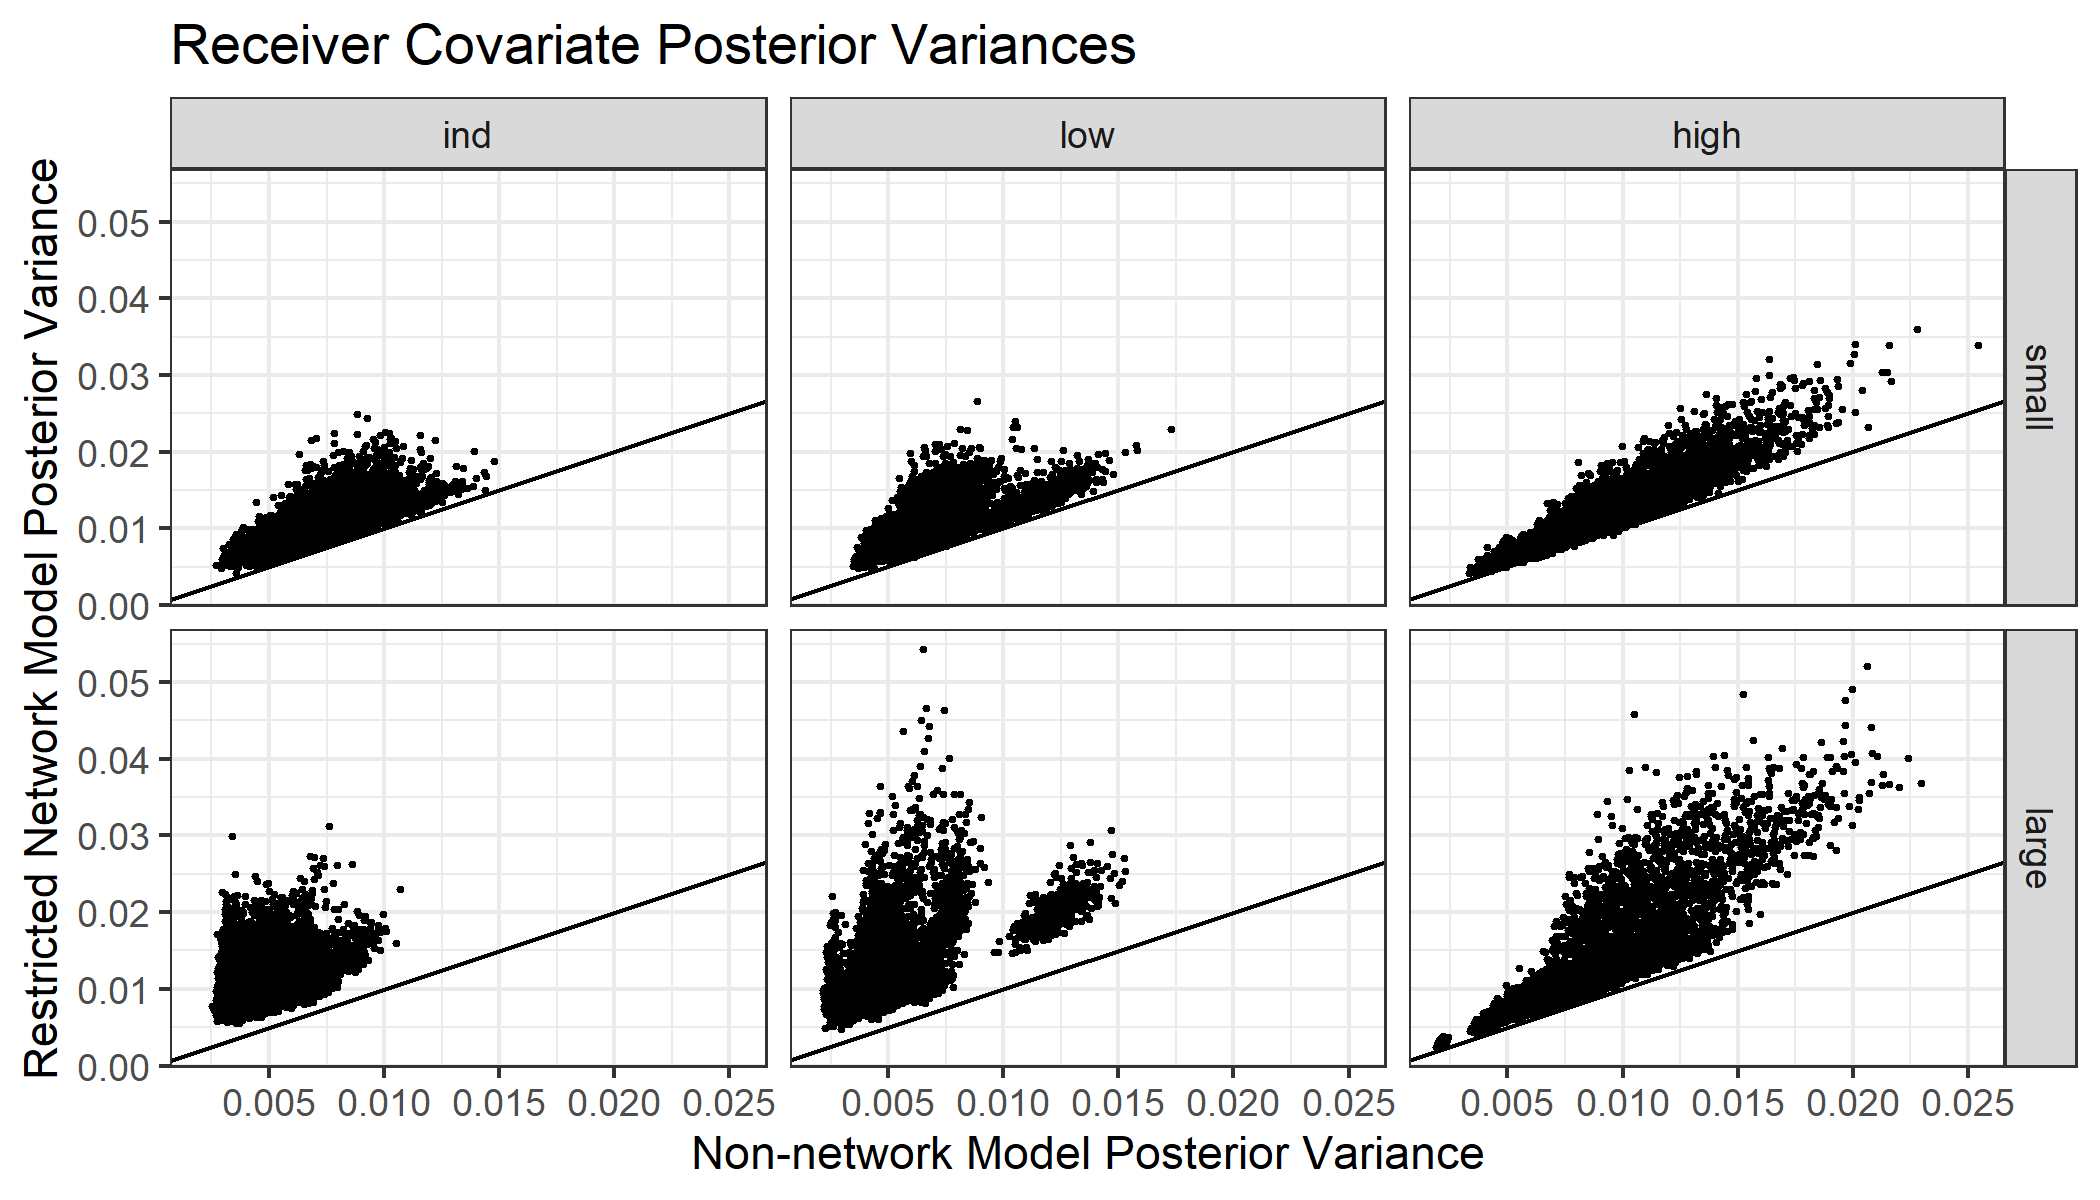 Receiver Covariate Posterior Variances
ind low high
Restricted Network Model Posterior Variance
0.05
0.04
0.03
0.02
0.01
0.00
small
0.05
0.04
0.03
0.02
0.01
0.00
large
0.005 0.010 0.015 0.020 0.025 0.005 0.010 0.015 0.020 0.025 0.005 0.010 0.015 0.020 0.025
Non-network Model Posterior Variance